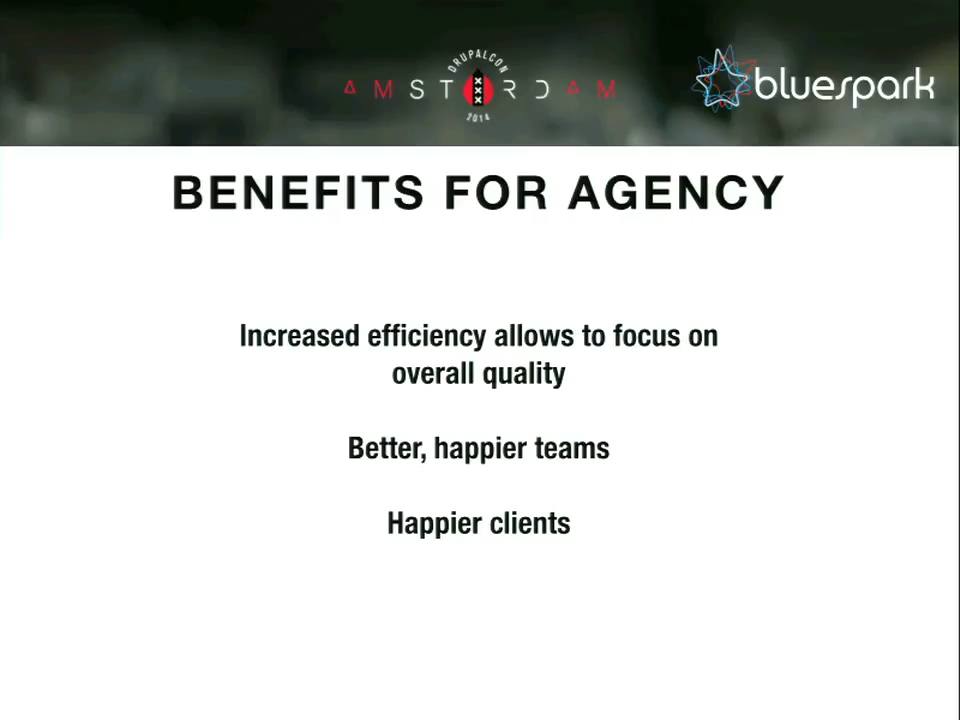 DRUPALCON
AMSTERDAM
2014
bluespark
BENEFITS FOR AGENCY
Increased efficiency allows to focus on
overall quality
Better, happier teams
Happier clients